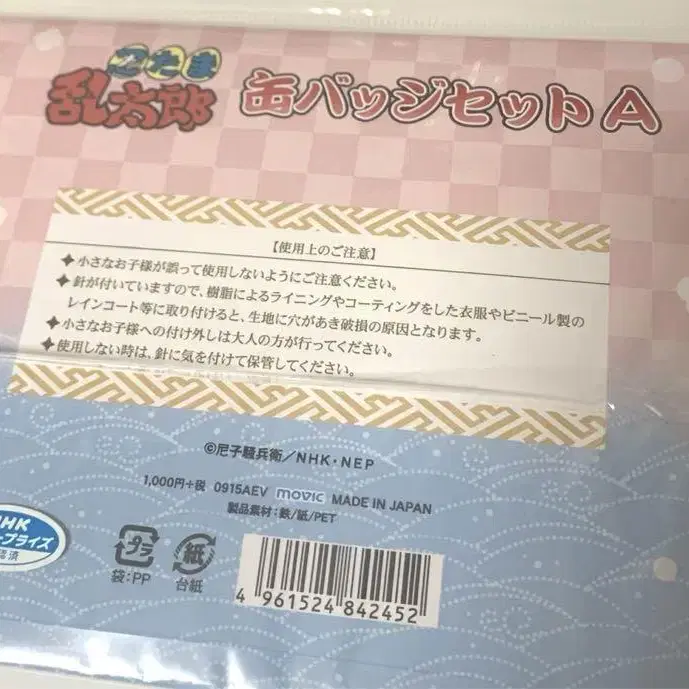 忍たま
乱太郎
缶バッジセットA
【使用上のご注意】
✦小さなお子様が誤って使用しないようにご注意ください。
✦針が付いていますので、樹脂によるライニングやコーティングをした衣服やビニール製の
レインコート等に取り付けると、生地に穴があき破損の原因となります。
✦小さなお子様への付け外しは大人の方が行ってください。
✦使用しない時は、針に気を付けて保管してください。
©尼子騒兵衛／NHK・NEP
1,000円+税 0915AEV movic MADE IN JAPAN
製品素材：鉄/紙/PET
NHK
プライズ
認済
プラ
袋：PP
紙
台紙
4 961524 842452